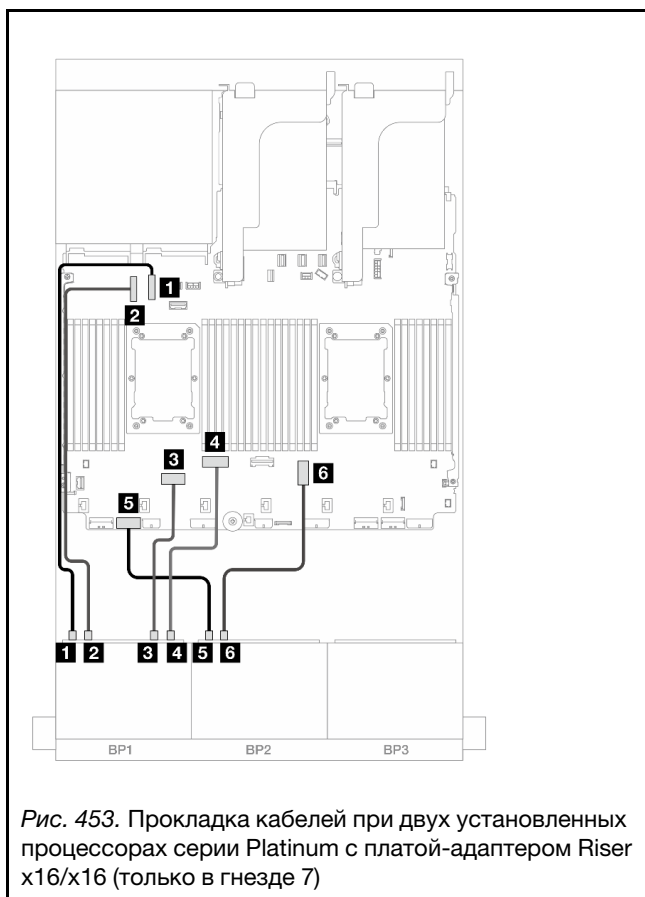 1
2
4
3
6
5
1 2 3 4 5 6
BP1 BP2 BP3
Рис. 453. Прокладка кабелей при двух установленных
процессорах серии Platinum с платой-адаптером Riser
x16/x16 (только в гнезде 7)